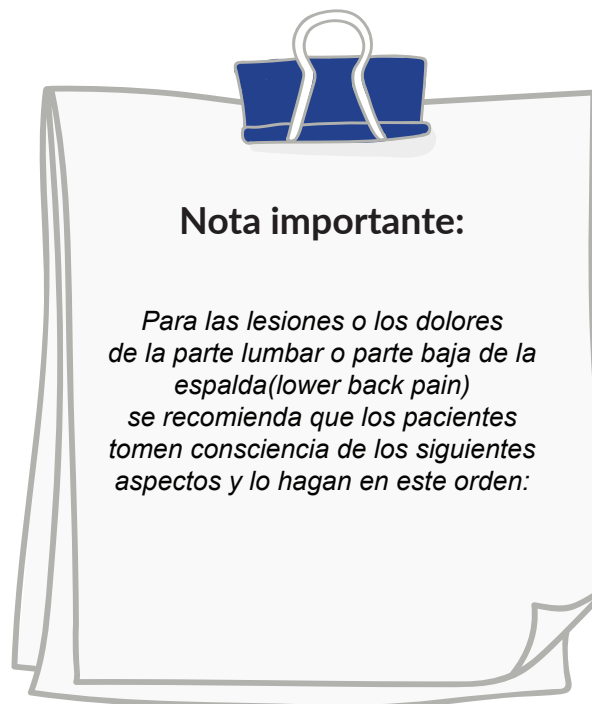 Nota importante:
Para las lesiones o los dolores
de la parte lumbar o parte baja de la
espalda(lower back pain)
se recomienda que los pacientes
tomen consciencia de los siguientes
aspectos y lo hagan en este orden: